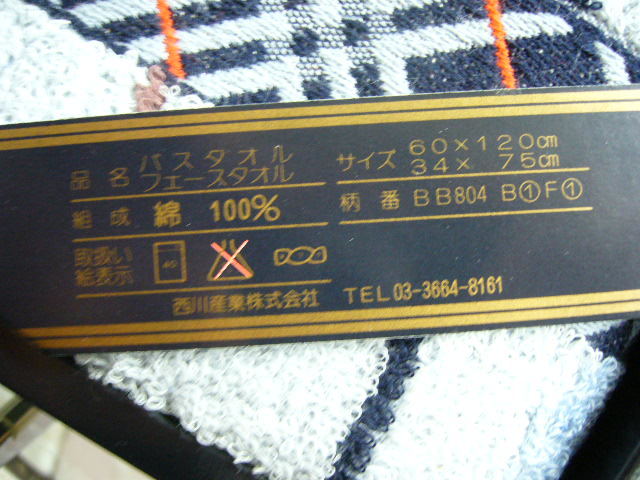 品名 バスタオル サイズ 60×120㎝
フェースタオル 34× 75㎝
組成 綿 100% 柄番 BB804 B①F①
取扱い
絵表示 40
西川産業株式会社 TEL03-3664-8161